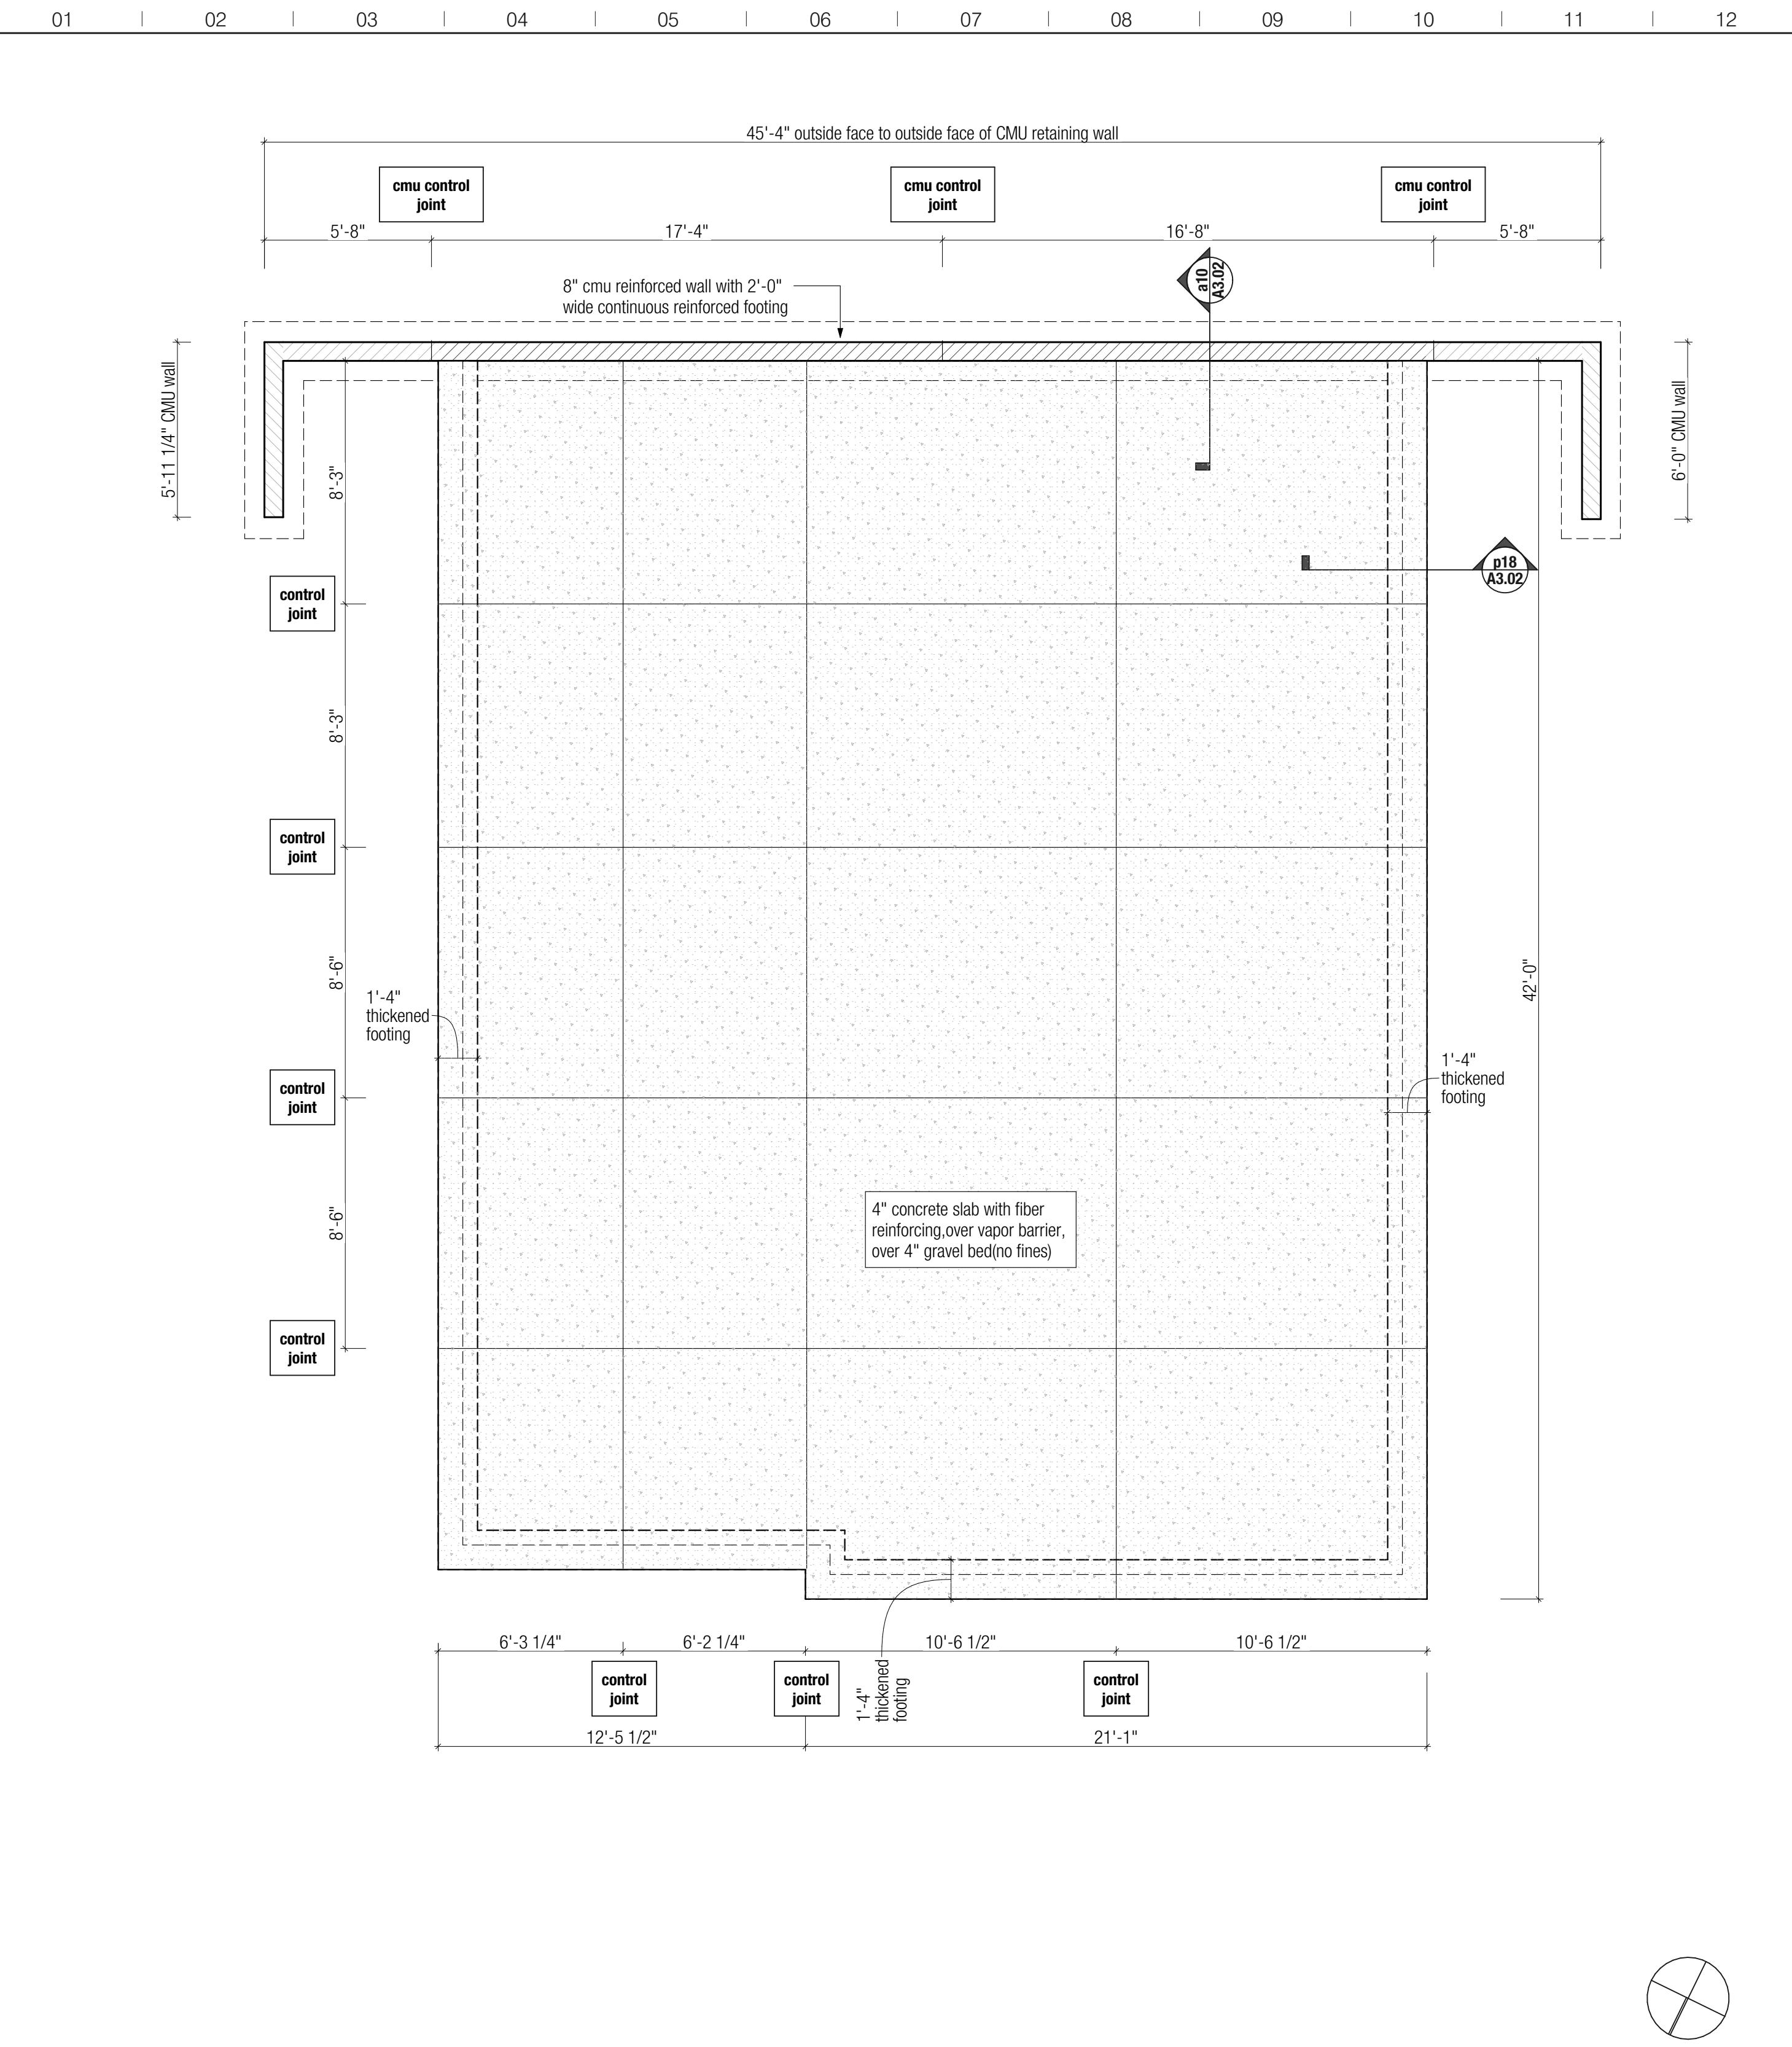 01 02 03 04 05 06 07 08 09 10 11 12
45'-4" outside face to outside face of CMU retaining wall
cmu control
joint
cmu control
joint
cmu control
joint
5'-8"
17'-4"
16'-8"
5'-8"
a10
A3.02
8" cmu reinforced wall with 2'-0"
wide continuous reinforced footing
5'-11 1/4" CMU wall
6'-0" CMU wall
8'-3"
p18
A3.02
control
joint
8'-3"
control
joint
8'-6"
42'-0"
1'-4"
thickened
footing
1'-4"
thickened
footing
control
joint
8'-6"
4" concrete slab with fiber
reinforcing,over vapor barrier,
over 4" gravel bed(no fines)
control
joint
6'-3 1/4"
6'-2 1/4"
10'-6 1/2"
10'-6 1/2"
control
joint
control
joint
1'-4"
thickened
footing
control
joint
12'-5 1/2"
21'-1"